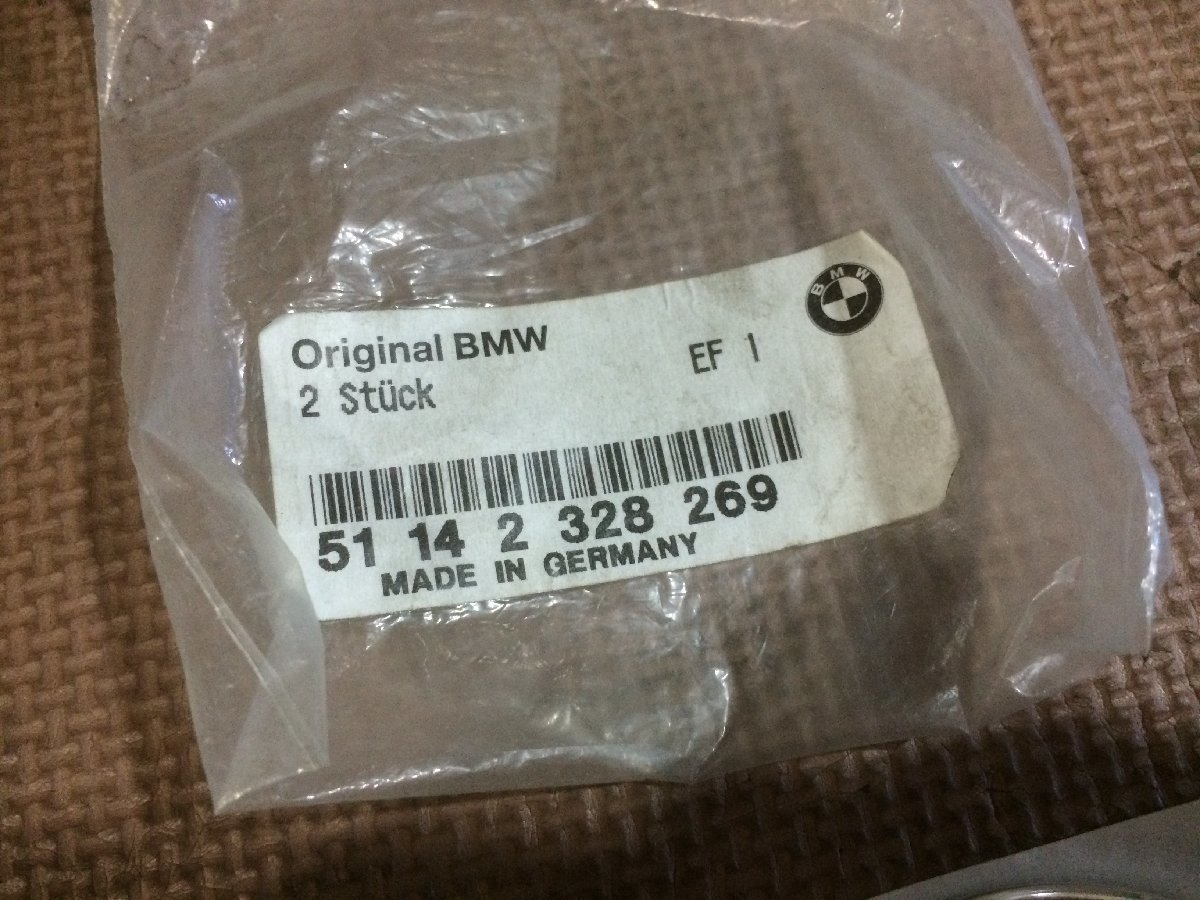 Original BMW
BMW
2 Stück
EF 1
51 14 2 328 269
MADE IN GERMANY